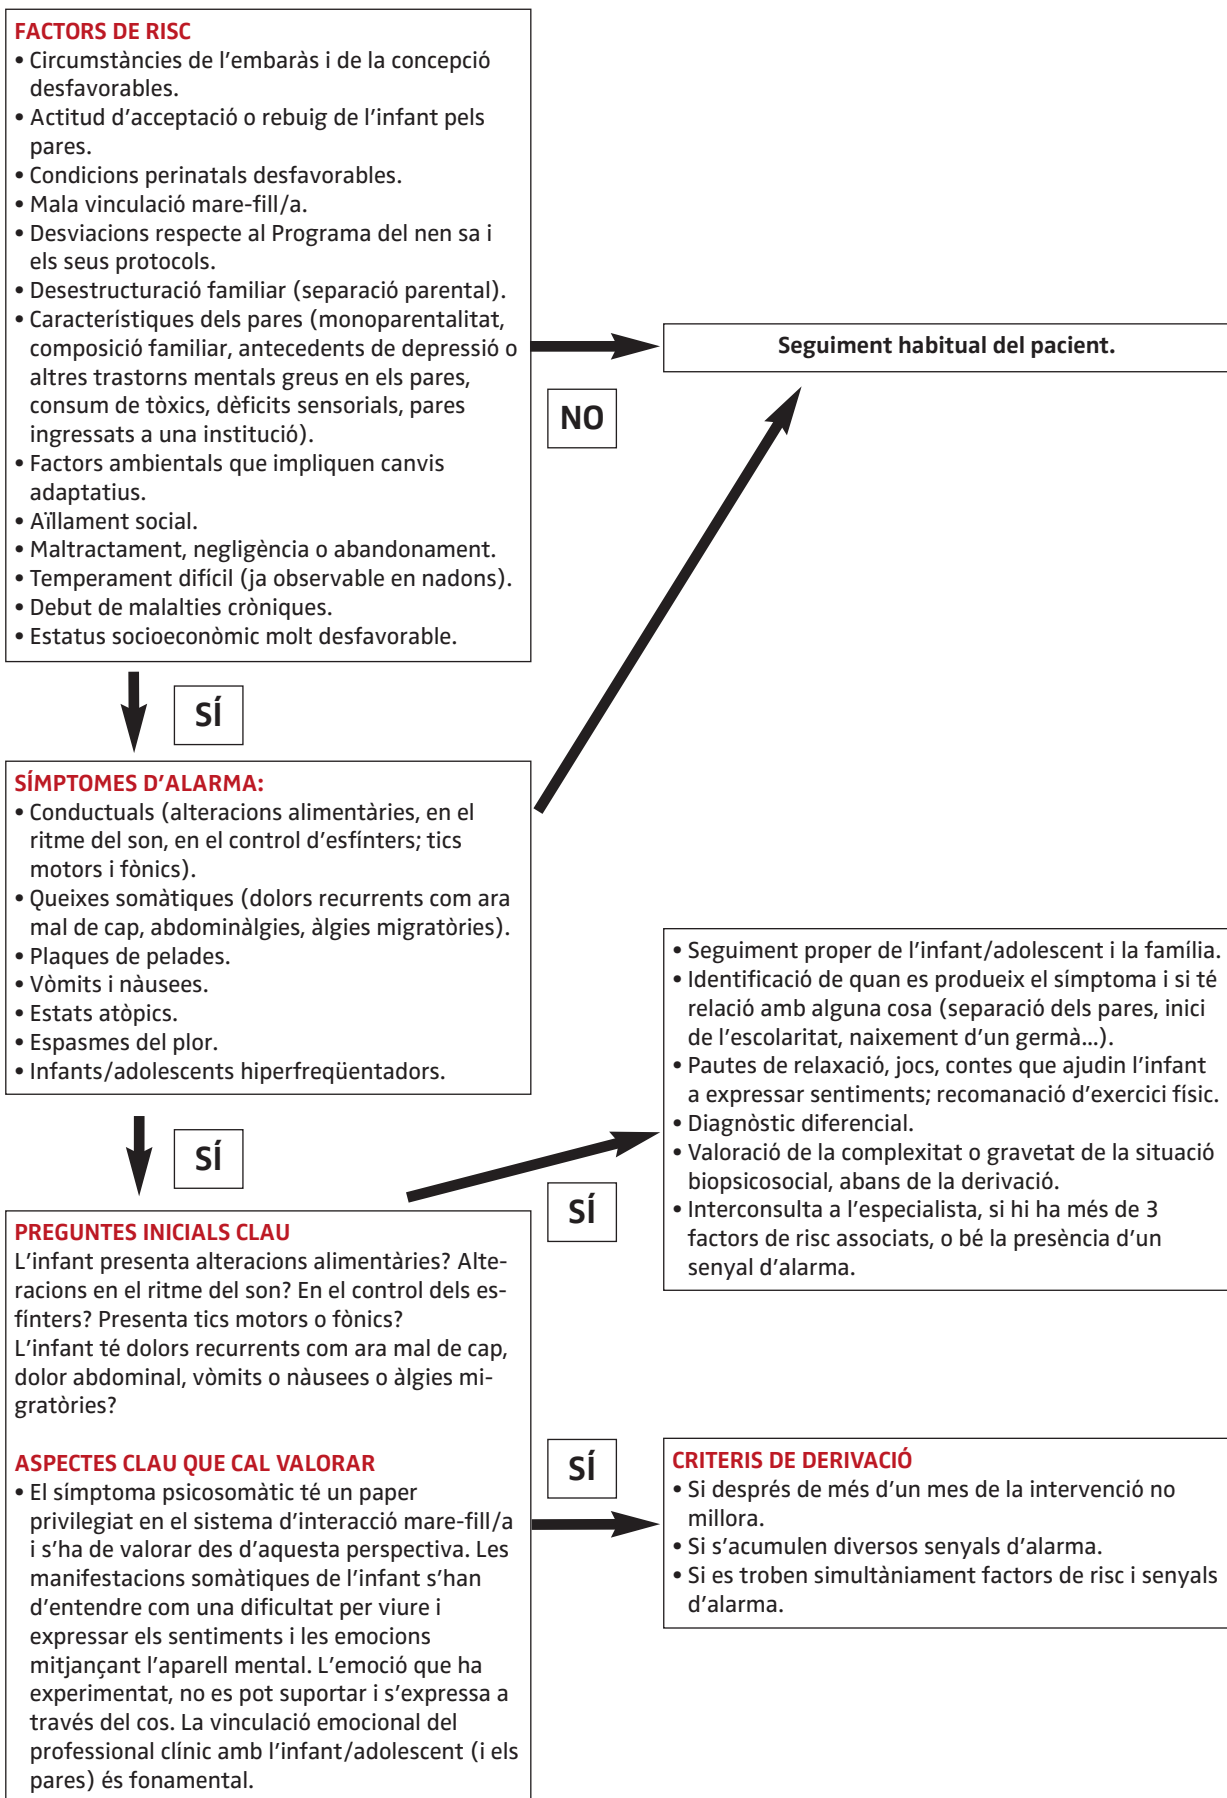 FACTORS DE RISC
• Circumstàncies de l’embaràs i de la concepció
desfavorables.
• Actitud d’acceptació o rebuig de l’infant pels
pares.
• Condicions perinatals desfavorables.
• Mala vinculació mare-fill/a.
• Desviacions respecte al Programa del nen sa i
els seus protocols.
• Desestructuració familiar (separació parental).
• Característiques dels pares (monoparentalitat,
composició familiar, antecedents de depressió o
altres trastorns mentals greus en els pares,
consum de tòxics, dèficits sensorials, pares
ingressats a una institució).
• Factors ambientals que impliquen canvis
adaptatius.
• Aïllament social.
• Maltractament, negligència o abandonament.
• Temperament difícil (ja observable en nadons).
• Debut de malalties cròniques.
• Estatus socioeconòmic molt desfavorable.
Seguiment habitual del pacient.
NO
SÍ
SÍMPTOMES D’ALARMA:
• Conductuals (alteracions alimentàries, en el
ritme del son, en el control d’esfínters; tics
motors i fònics).
• Queixes somàtiques (dolors recurrents com ara
mal de cap, abdominàlgies, àlgies migratòries).
• Plaques de pelades.
• Vòmits i nàusees.
• Estats atòpics.
• Espasmes del plor.
• Infants/adolescents hiperfreqüentadors.
SÍ
SÍ
• Seguiment proper de l’infant/adolescent i la família.
• Identificació de quan es produeix el símptoma i si té
relació amb alguna cosa (separació dels pares, inici
de l’escolaritat, naixement d’un germà...).
• Pautes de relaxació, jocs, contes que ajudin l’infant
a expressar sentiments; recomanació d’exercici físic.
• Diagnòstic diferencial.
• Valoració de la complexitat o gravetat de la situació
biopsicosocial, abans de la derivació.
• Interconsulta a l’especialista, si hi ha més de 3
factors de risc associats, o bé la presència d’un
senyal d’alarma.
PREGUNTES INICIALS CLAU
L’infant presenta alteracions alimentàries? Alte-
racions en el ritme del son? En el control dels es-
fínters? Presenta tics motors o fònics?
L’infant té dolors recurrents com ara mal de cap,
dolor abdominal, vòmits o nàusees o àlgies mi-
gratòries?
ASPECTES CLAU QUE CAL VALORAR
• El símptoma psicosomàtic té un paper
privilegiat en el sistema d’interacció mare-fill/a
i s’ha de valorar des d’aquesta perspectiva. Les
manifestacions somàtiques de l’infant s’han
d’entendre com una dificultat per viure i
expressar els sentiments i les emocions
mitjançant l’aparell mental. L’emoció que ha
experimentat, no es pot suportar i s’expressa a
través del cos. La vinculació emocional del
professional clínic amb l’infant/adolescent (i els
pares) és fonamental.
SÍ
CRITERIS DE DERIVACIÓ
• Si després de més d’un mes de la intervenció no
millora.
• Si s’acumulen diversos senyals d’alarma.
• Si es troben simultàniament factors de risc i senyals
d’alarma.